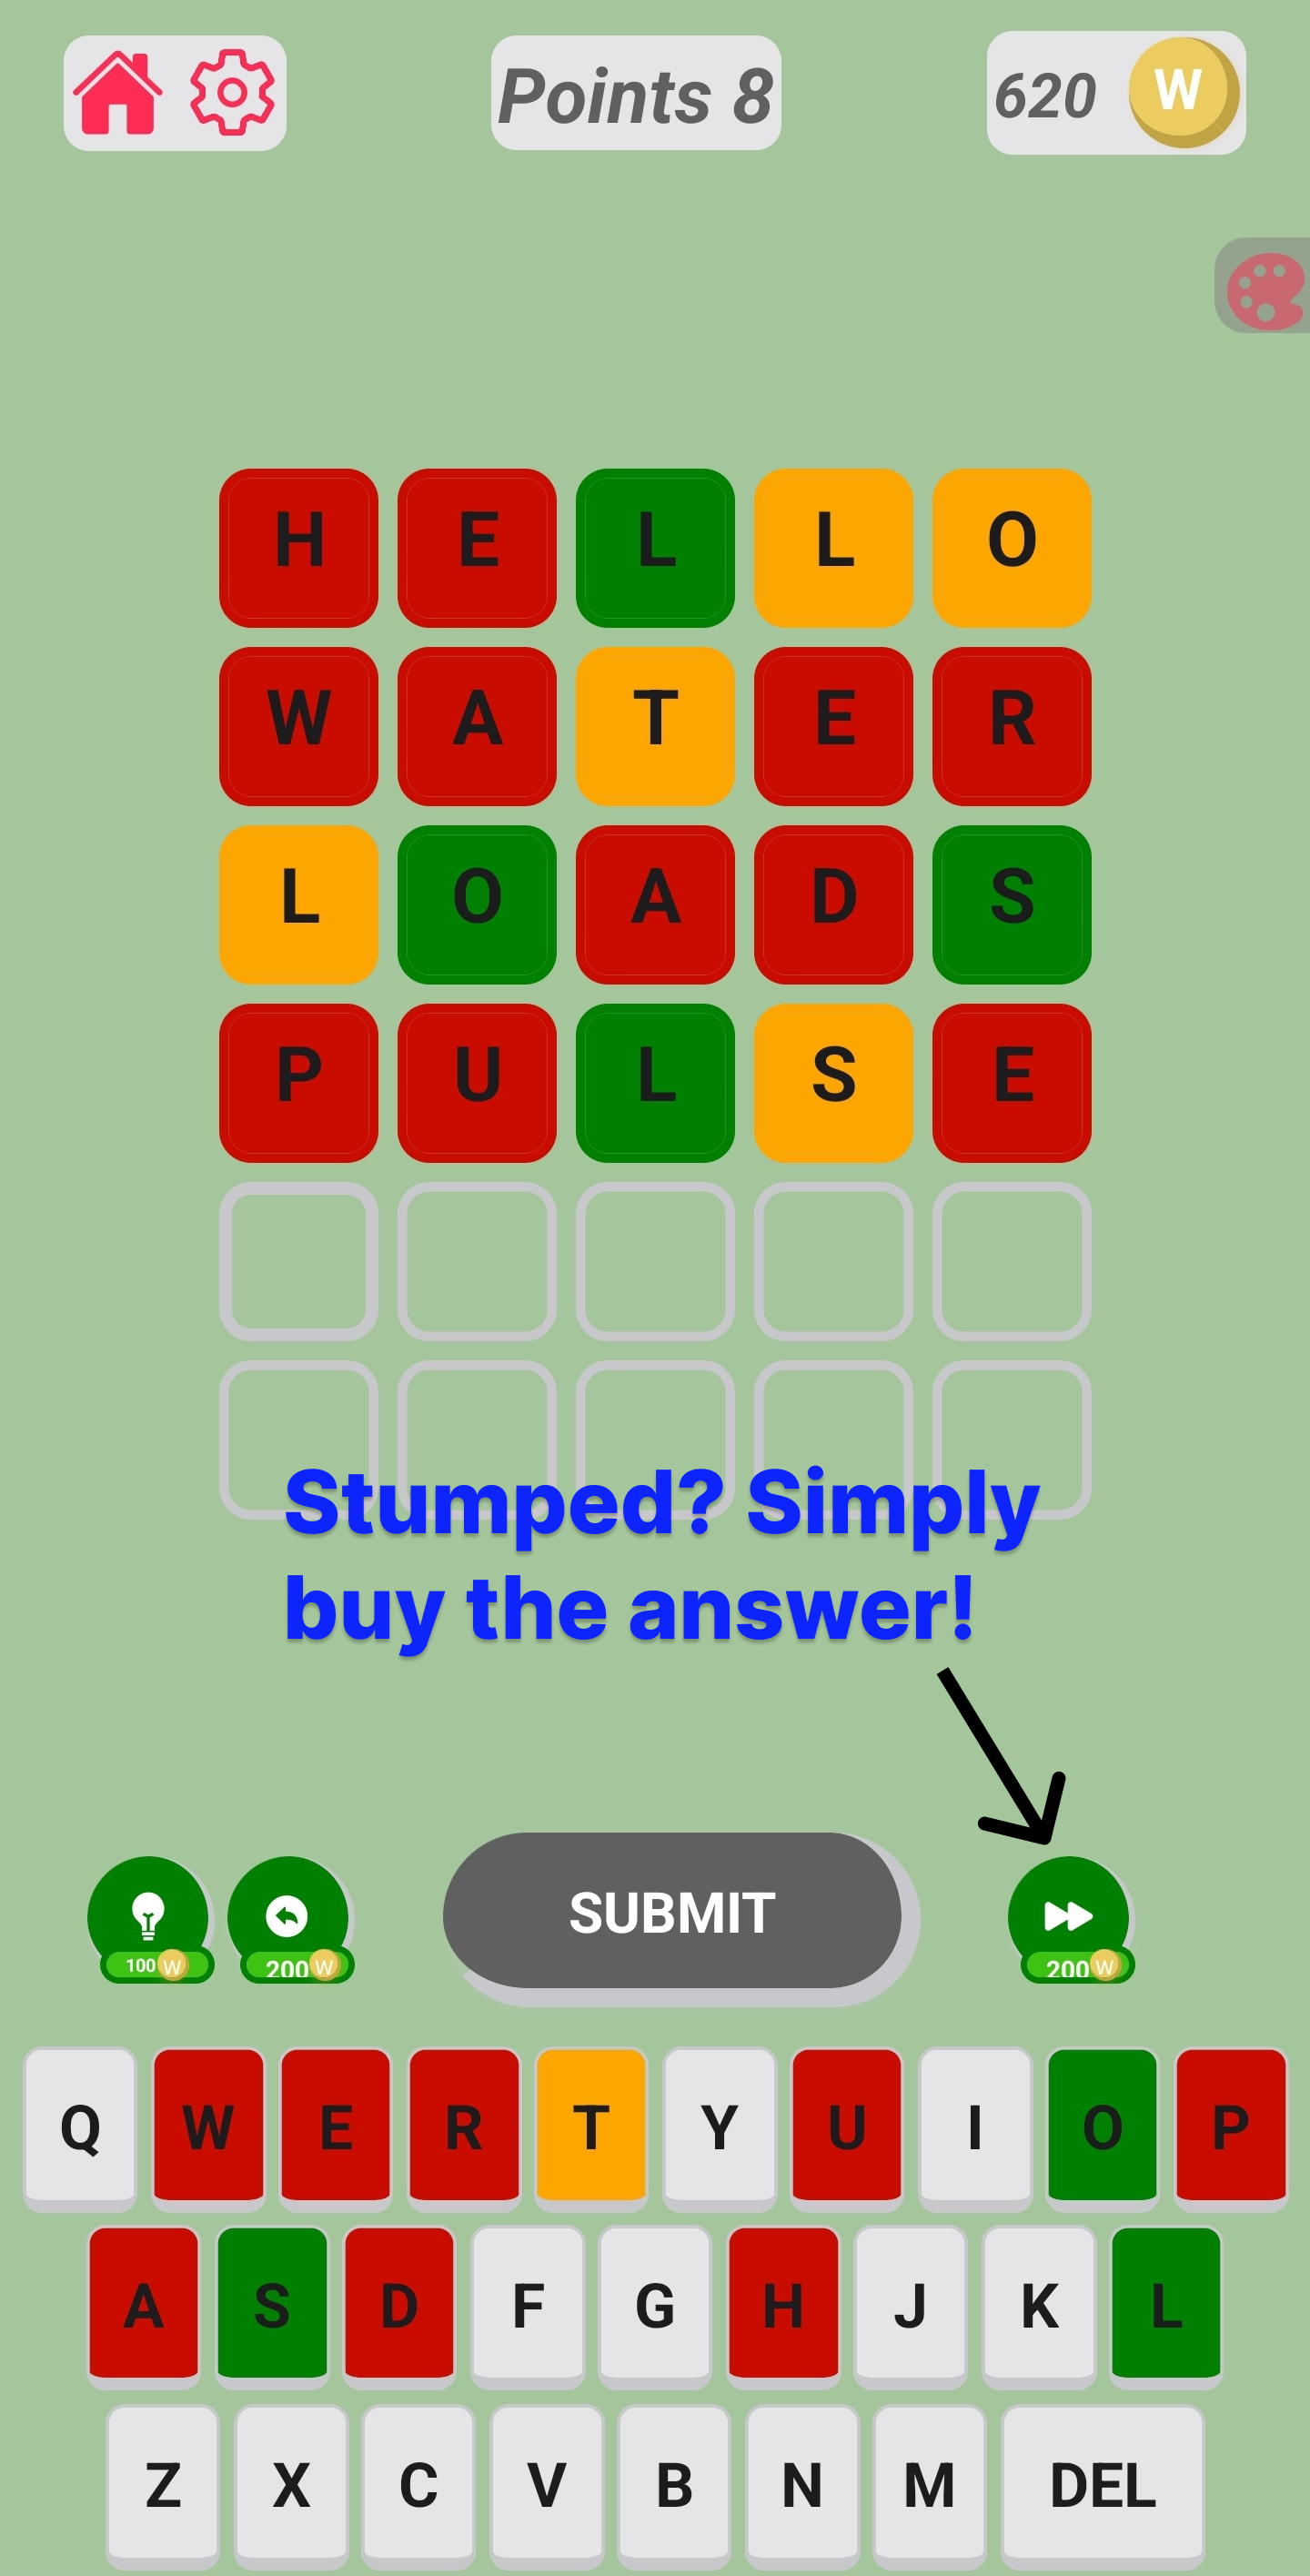 Points 8
620 W
H E L L O
W A T E R
L O A D S
P U L S E
Stumped? Simply
buy the answer!
SUBMIT
100 W 200 W 200 W
Q W E R T Y U I O P
A S D F G H J K L
Z X C V B N M DEL